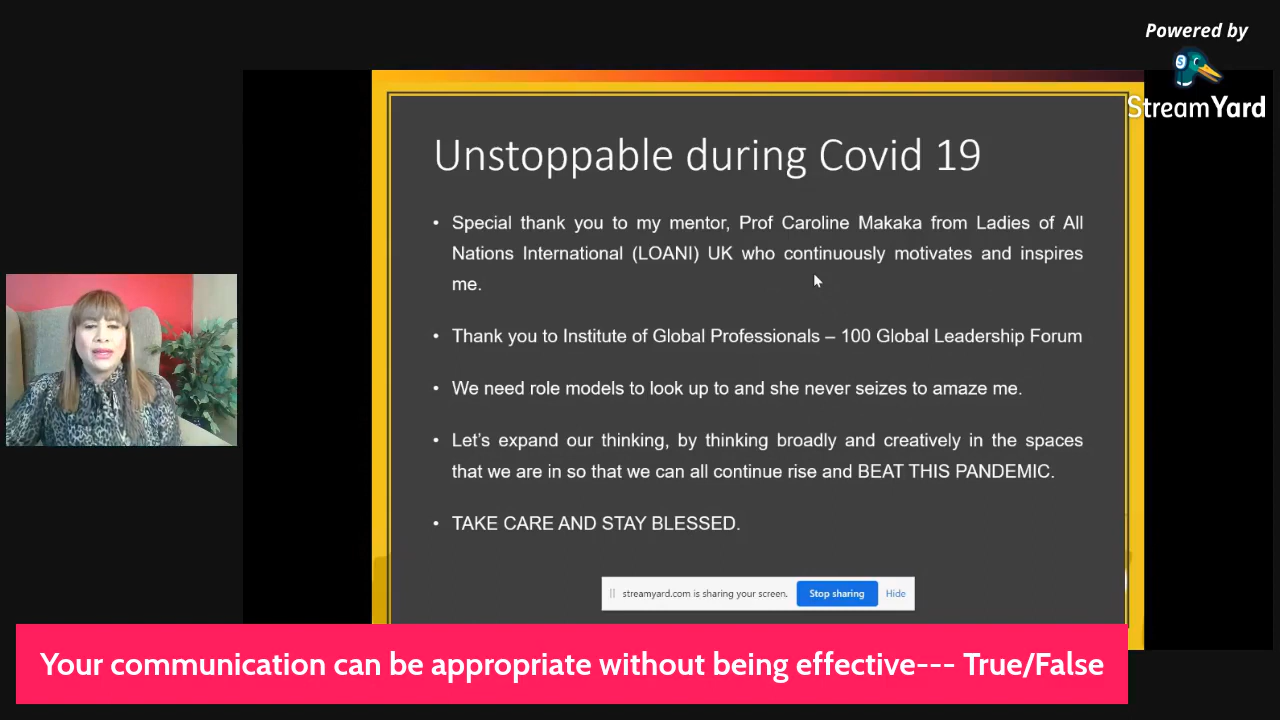 Powered by
StreamYard
Unstoppable during Covid 19
• Special thank you to my mentor, Prof Caroline Makaka from Ladies of All
Nations International (LOANI) UK who continuously motivates and inspires
me.
• Thank you to Institute of Global Professionals – 100 Global Leadership Forum
• We need role models to look up to and she never seizes to amaze me.
• Let's expand our thinking, by thinking broadly and creatively in the spaces
that we are in so that we can all continue rise and BEAT THIS PANDEMIC.
• TAKE CARE AND STAY BLESSED.
streamyard.com is sharing your screen. Stop sharing Hide
Your communication can be appropriate without being effective--- True/False